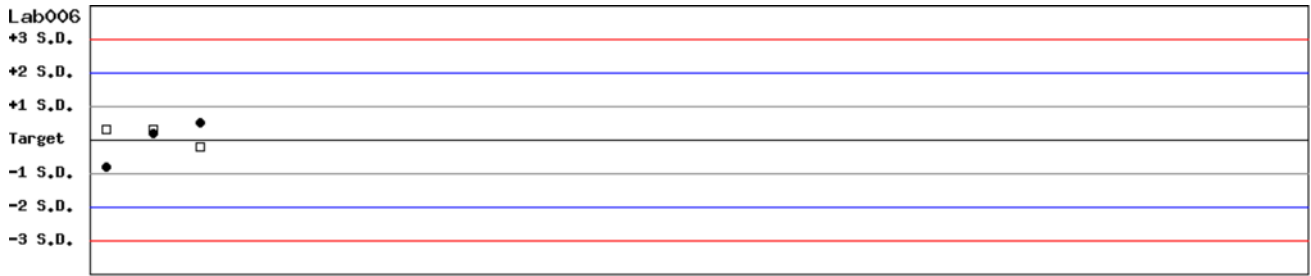 Lab006
+3 S.D.
+2 S.D.
+1 S.D.
Target
-1 S.D.
-2 S.D.
-3 S.D.